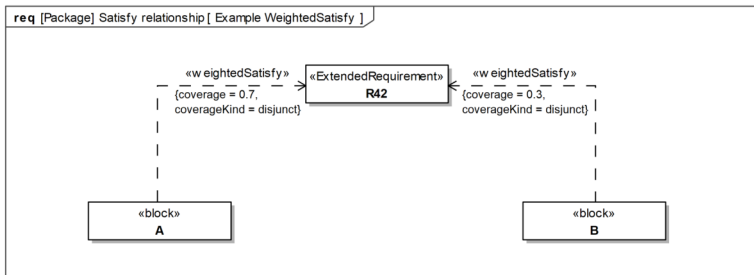 req [Package] Satisfy relationship [ Example WeightedSatisfy ]
«weightedSatisfy»
{coverage = 0.7,
coverageKind = disjunct}
«ExtendedRequirement»
R42
«weightedSatisfy»
{coverage = 0.3,
coverageKind = disjunct}
«block»
A
«block»
B